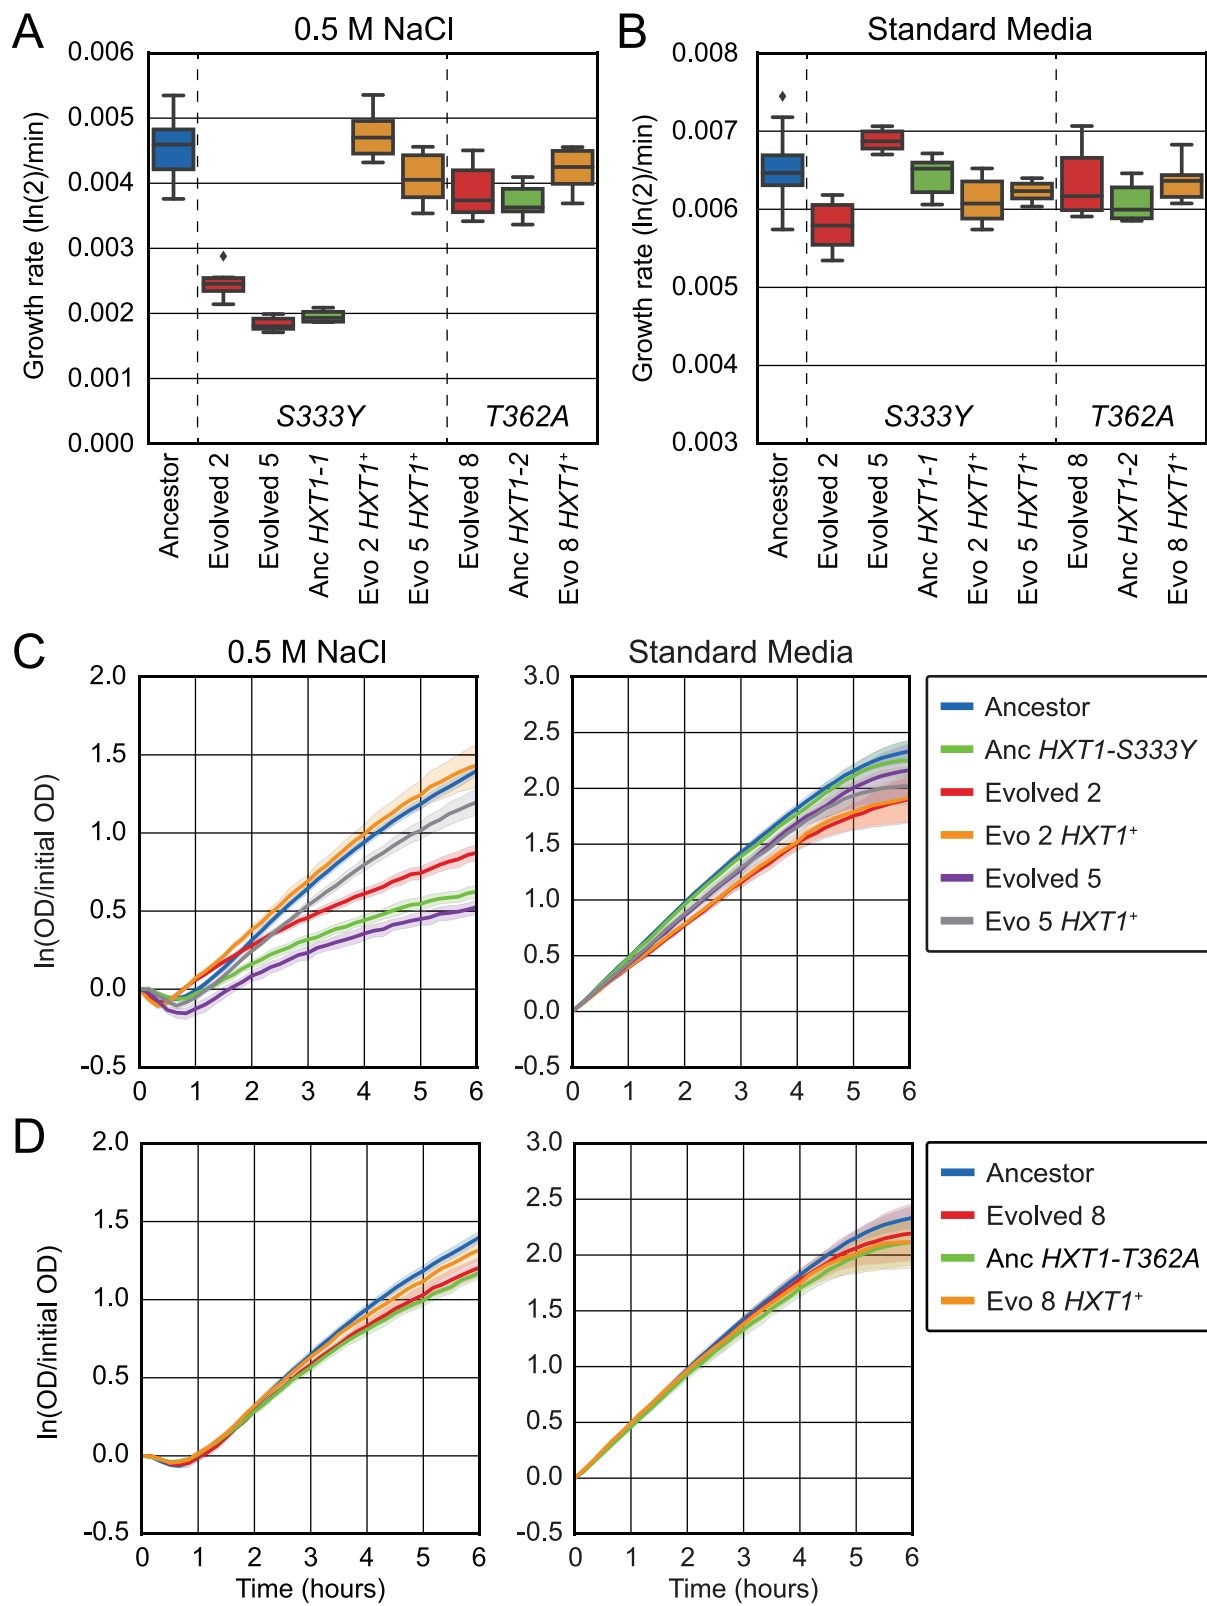 A
0.5 M NaCl
Growth rate (ln(2)/min)
0.006
0.005
0.004
0.003
0.002
0.001
0.000
S333Y
T362A
Ancestor
Evolved 2
Evolved 5
Anc HXT1-1
Evo 2 HXT1+
Evo 5 HXT1+
Evolved 8
Anc HXT1-2
Evo 8 HXT1+
B
Standard Media
Growth rate (ln(2)/min)
0.008
0.007
0.006
0.005
0.004
0.003
S333Y
T362A
Ancestor
Evolved 2
Evolved 5
Anc HXT1-1
Evo 2 HXT1+
Evo 5 HXT1+
Evolved 8
Anc HXT1-2
Evo 8 HXT1+
C
0.5 M NaCl
ln(OD/initial OD)
2.0
1.5
1.0
0.5
0.0
-0.5
0 1 2 3 4 5 6
Standard Media
3.0
2.5
2.0
1.5
1.0
0.5
0.0
-0.5
0 1 2 3 4 5 6
Ancestor
Anc HXT1-S333Y
Evolved 2
Evo 2 HXT1+
Evolved 5
Evo 5 HXT1+
D
ln(OD/initial OD)
2.0
1.5
1.0
0.5
0.0
-0.5
0 1 2 3 4 5 6
Time (hours)
3.0
2.5
2.0
1.5
1.0
0.5
0.0
-0.5
0 1 2 3 4 5 6
Time (hours)
Ancestor
Evolved 8
Anc HXT1-T362A
Evo 8 HXT1+